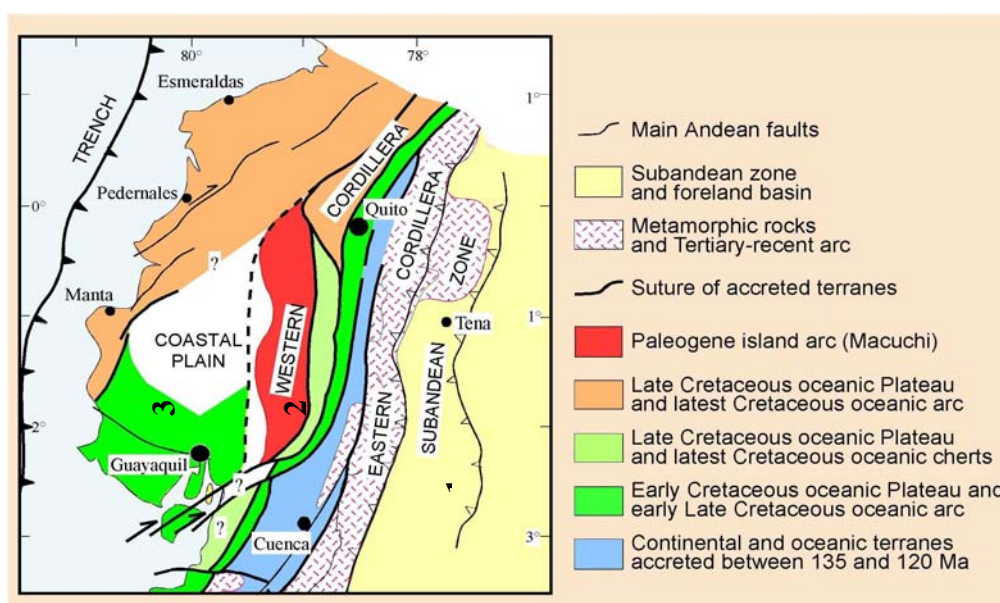 80°
78°
Esmeraldas
1°
TRENCH
CORDILLERA
Pedernales
0°
Quito
CORDILLERA
ZONE
?
Manta
COASTAL
PLAIN
WESTERN
1°
Tena
SUBANDEAN
3
2
EASTERN
2°
Guayaquil
?
?
Cuenca
3°
Main Andean faults
Subandean zone
and foreland basin
Metamorphic rocks
and Tertiary-recent arc
Suture of accreted terranes
Paleogene island arc (Macuchi)
Late Cretaceous oceanic Plateau
and latest Cretaceous oceanic arc
Late Cretaceous oceanic Plateau
and latest Cretaceous oceanic cherts
Early Cretaceous oceanic Plateau and
early Late Cretaceous oceanic arc
Continental and oceanic terranes
accreted between 135 and 120 Ma